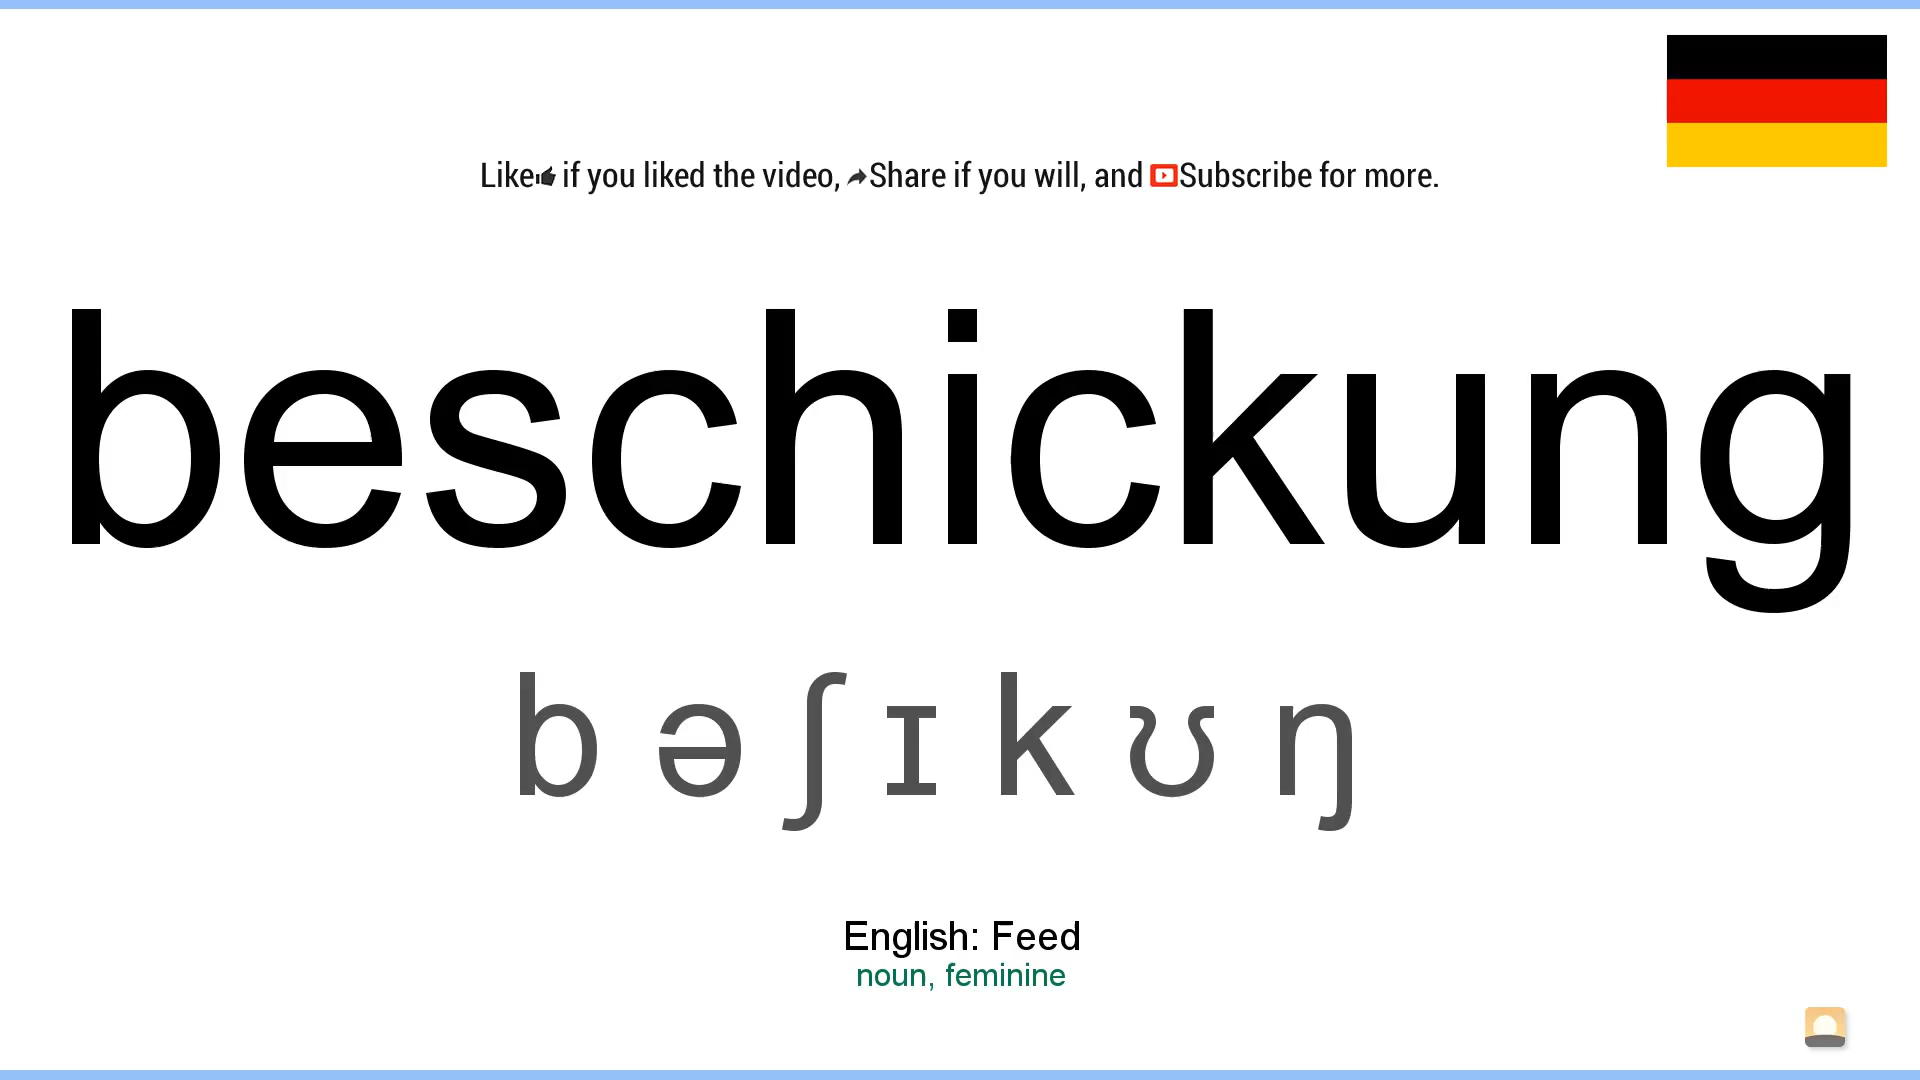 Like if you liked the video, Share if you will, and Subscribe for more.
beschickung
b ə ʃ ɪ k ʊ ŋ
English: Feed
noun, feminine